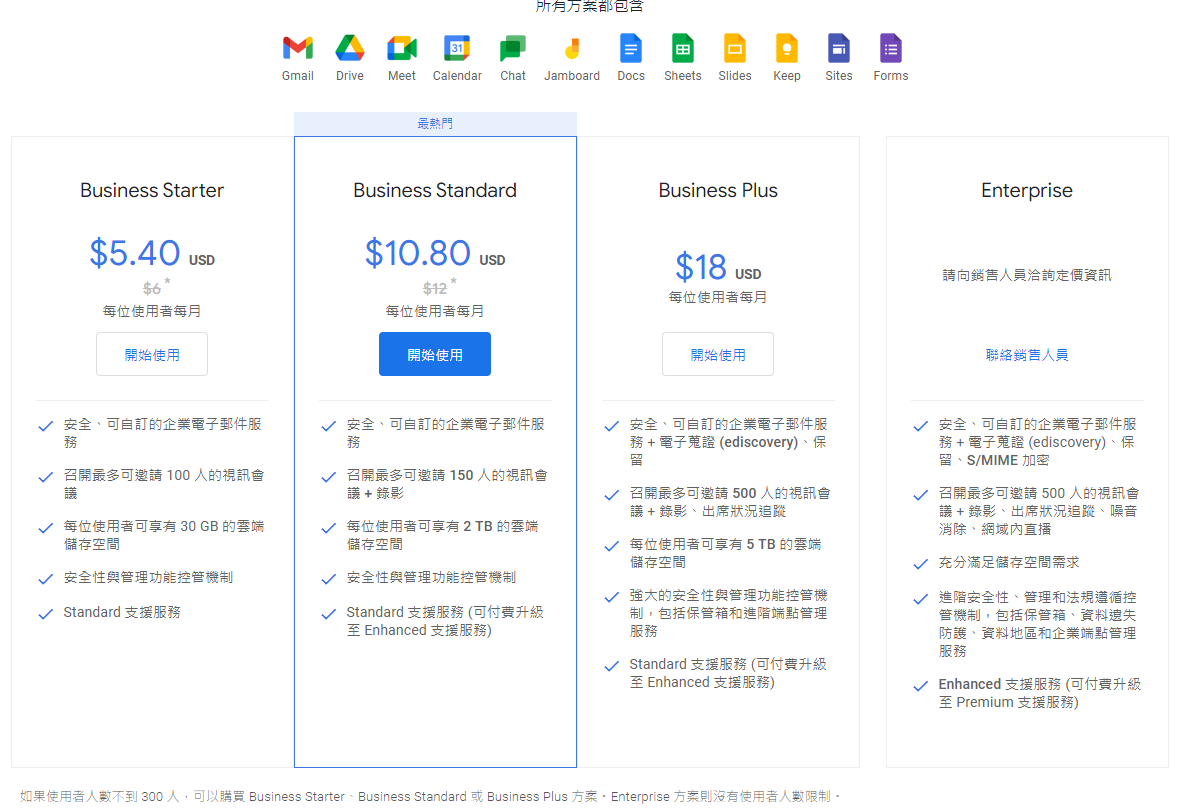 所有方案都包含
Gmail Drive Meet Calendar Chat Jamboard Docs Sheets Slides Keep Sites Forms
31
最熱門
Business Starter
$5.40 USD
$6 *
每位使用者每月
開始使用
安全、可自訂的企業電子郵件服
務
召開最多可邀請 100 人的視訊會
議
每位使用者可享有 30 GB 的雲端
儲存空間
安全性與管理功能控管機制
Standard 支援服務
Business Standard
$10.80 USD
$12 *
每位使用者每月
開始使用
安全、可自訂的企業電子郵件服
務
召開最多可邀請 150 人的視訊會
議 + 錄影
每位使用者可享有 2 TB 的雲端
儲存空間
安全性與管理功能控管機制
Standard 支援服務 (可付費升級
至 Enhanced 支援服務)
Business Plus
$18 USD
每位使用者每月
開始使用
安全、可自訂的企業電子郵件服
務 + 電子蒐證 (ediscovery)、保
留
召開最多可邀請 500 人的視訊會
議 + 錄影、出席狀況追蹤
每位使用者可享有 5 TB 的雲端
儲存空間
強大的安全性與管理功能控管機
制，包括保管箱和進階端點管理
服務
Standard 支援服務 (可付費升級
至 Enhanced 支援服務)
Enterprise
請向銷售人員洽詢定價資訊
聯絡銷售人員
安全、可自訂的企業電子郵件服
務 + 電子蒐證 (ediscovery)、保
留、S/MIME 加密
召開最多可邀請 500 人的視訊會
議 + 錄影、出席狀況追蹤、噪音
消除、網域內直播
充分滿足儲存空間需求
進階安全性、管理和法規遵循控
管機制，包括保管箱、資料遺失
防護、資料地區和企業端點管理
服務
Enhanced 支援服務 (可付費升級
至 Premium 支援服務)
如果使用者人數不到 300 人，可以購買 Business Starter、Business Standard 或 Business Plus 方案。Enterprise 方案則沒有使用者人數限制。